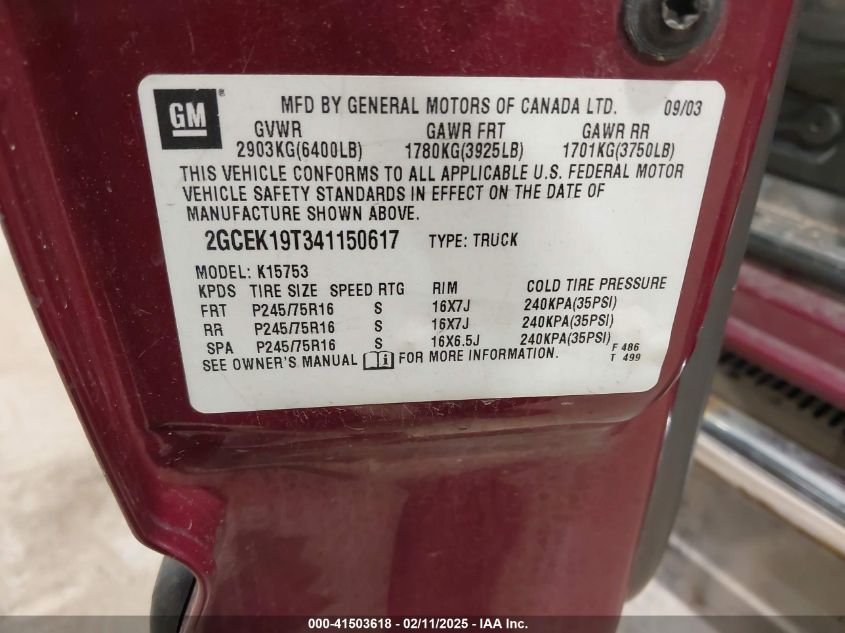 GM® MFD BY GENERAL MOTORS OF CANADA LTD. 09/03
GVWR GAWR FRT GAWR RR
2903KG(6400LB) 1780KG(3925LB) 1701KG(3750LB)
THIS VEHICLE CONFORMS TO ALL APPLICABLE U.S. FEDERAL MOTOR
VEHICLE SAFETY STANDARDS IN EFFECT ON THE DATE OF
MANUFACTURE SHOWN ABOVE.
2GCEK19T341150617 TYPE: TRUCK
MODEL: K15753
KPDS TIRE SIZE SPEED RTG RIM COLD TIRE PRESSURE
FRT P245/75R16 S 16X7J 240KPA(35PSI)
RR P245/75R16 S 16X7J 240KPA(35PSI)
SPA P245/75R16 S 16X6.5J 240KPA(35PSI) F 486
SEE OWNER'S MANUAL i FOR MORE INFORMATION. T 499
000-41503618 - 02/11/2025 - IAA Inc.